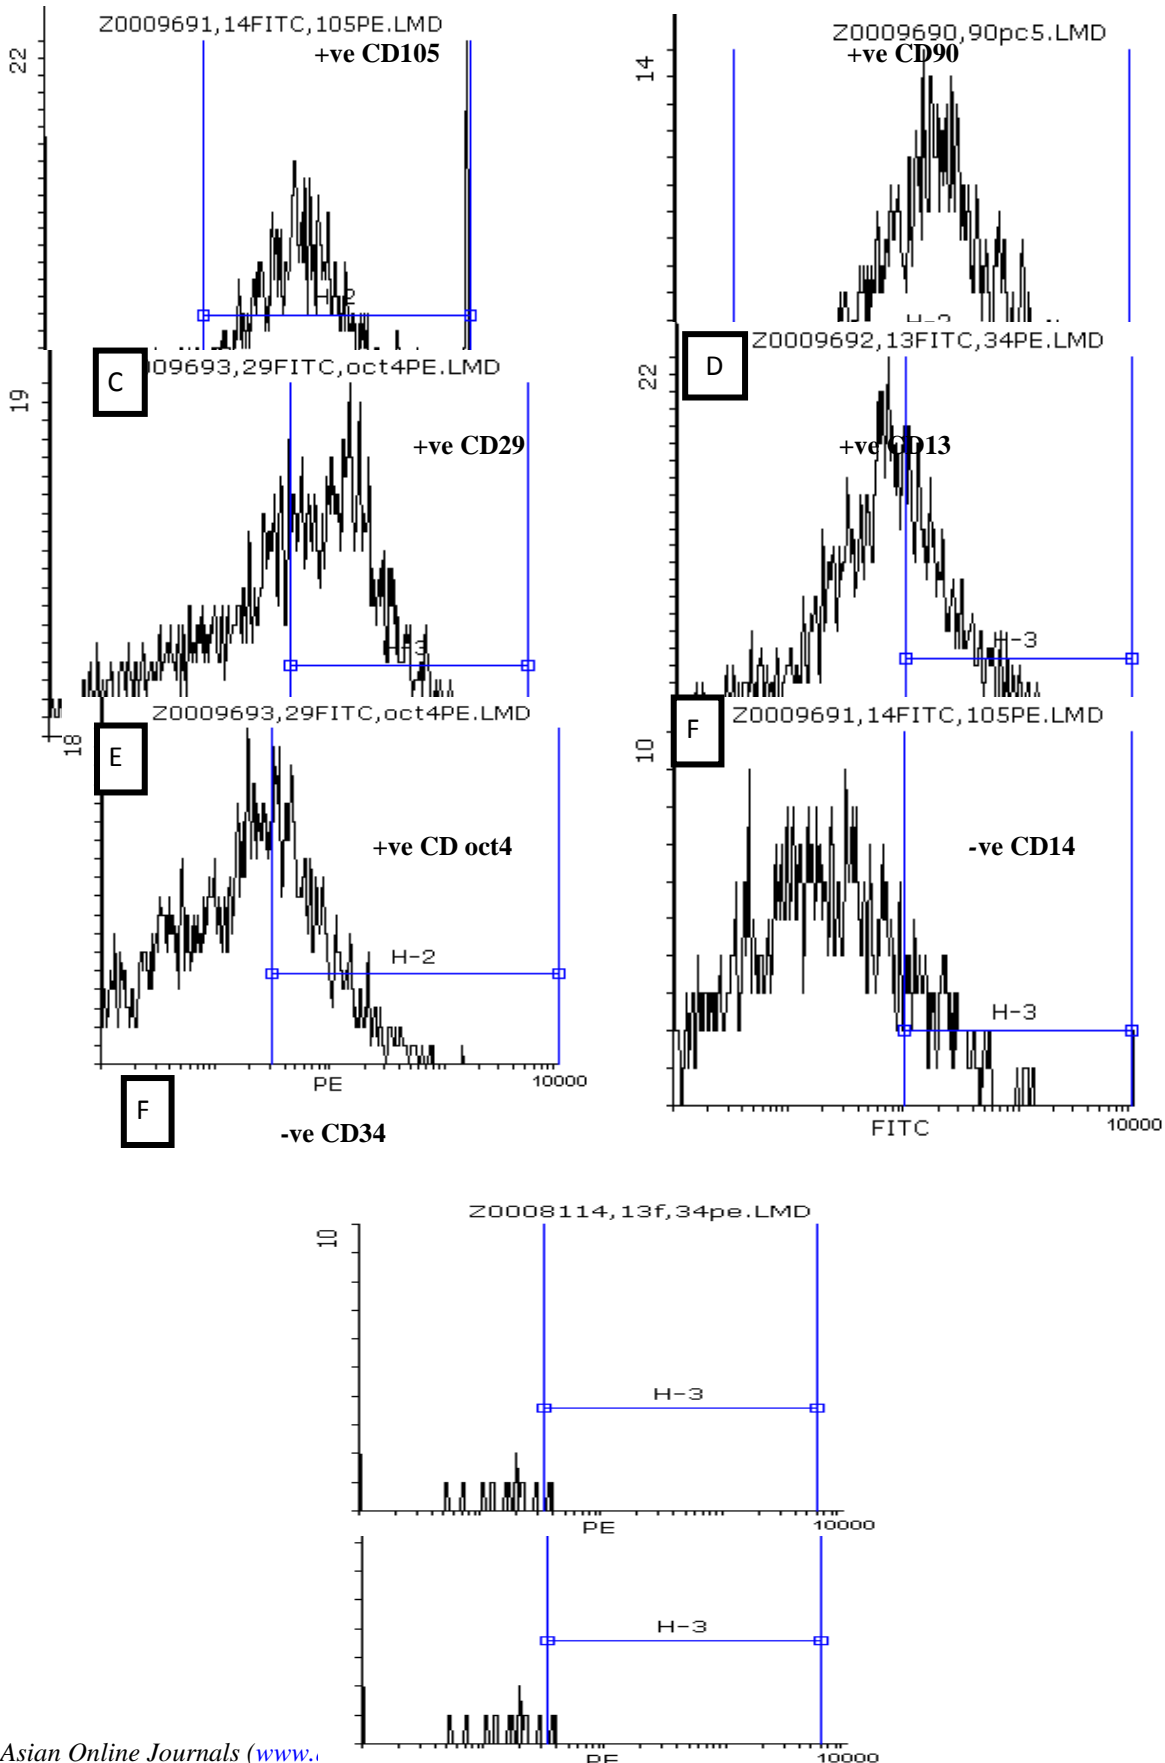 Z0009691,14FITC,105PE.LMD
+ve CD105
22
Z0009690,90pc5.LMD
+ve CD90
14
H-2
C
09693,29FITC,oct4PE.LMD
19
+ve CD29
D
Z0009692,13FITC,34PE.LMD
22
+ve CD13
H-3
Z0009693,29FITC,oct4PE.LMD
18
E
+ve CD oct4
H-2
PE
10000
F
Z0009691,14FITC,105PE.LMD
10
-ve CD14
H-3
FITC
10000
F
-ve CD34
Z0008114,13f,34pe.LMD
10
H-3
PE
10000
H-3
PE
10000
Asian Online Journals (www.